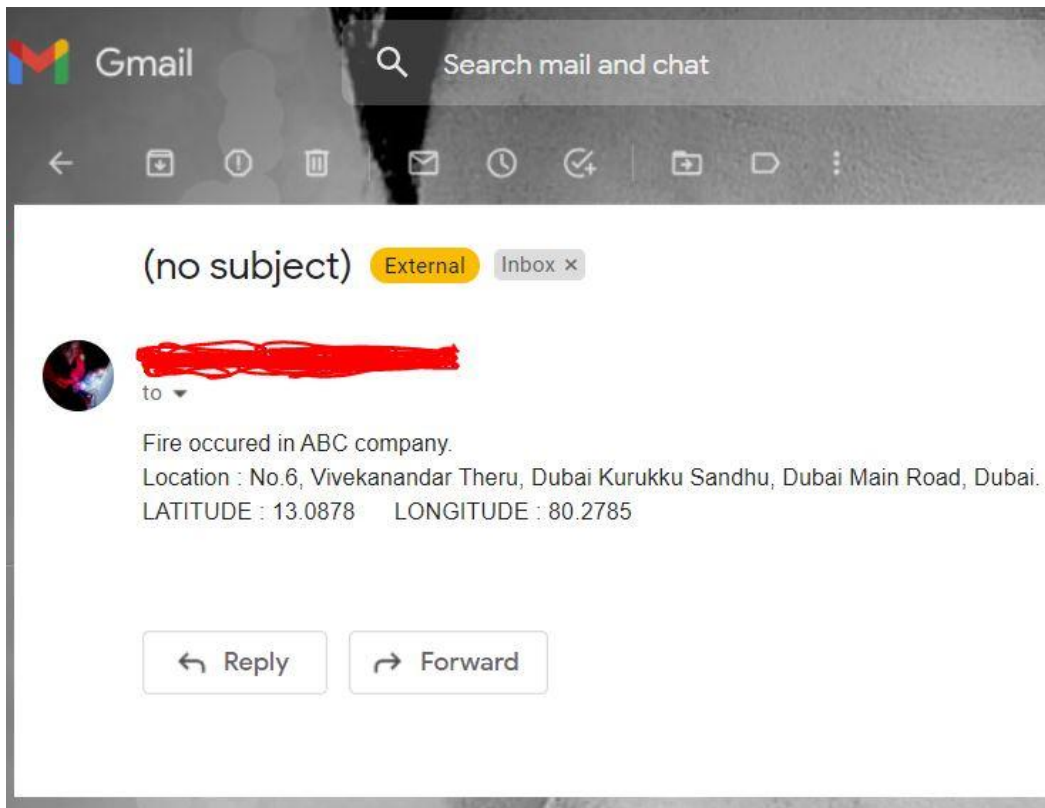 Gmail
Search mail and chat
(no subject) External Inbox ×
to
Fire occured in ABC company.
Location : No.6, Vivekanandar Theru, Dubai Kurukku Sandhu, Dubai Main Road, Dubai.
LATITUDE : 13.0878 LONGITUDE : 80.2785
Reply Forward